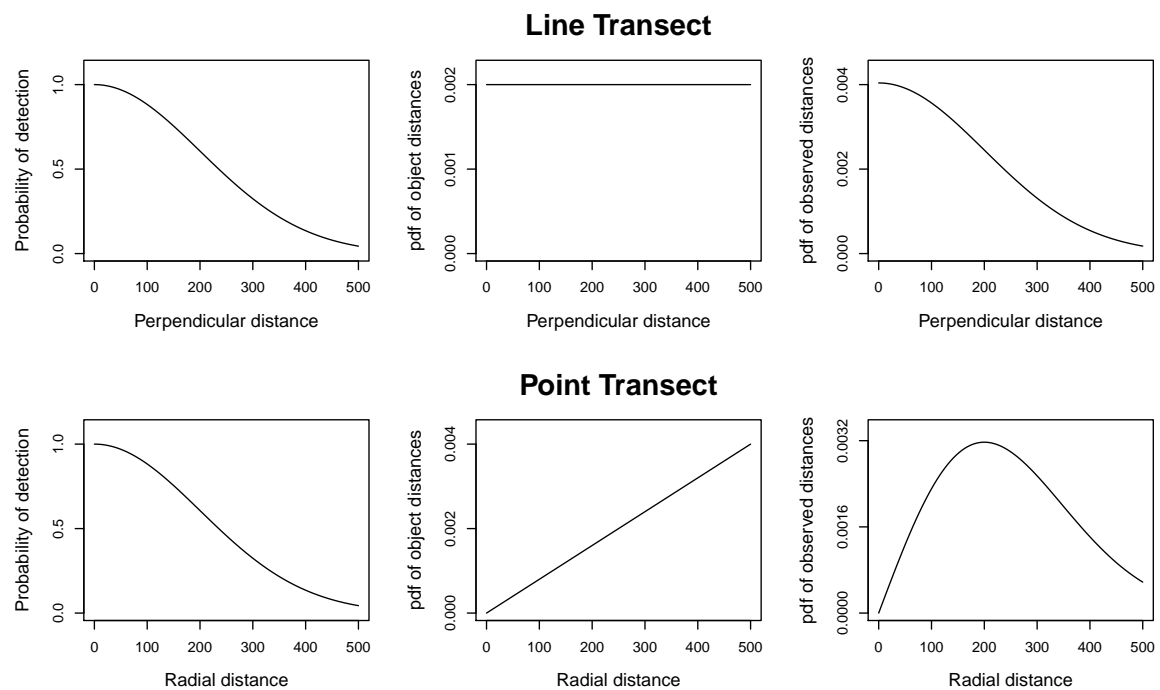 Line Transect
Probability of detection
0.0 0.5 1.0
0 100 200 300 400 500
Perpendicular distance
pdf of object distances
0.000 0.001 0.002
0 100 200 300 400 500
Perpendicular distance
pdf of observed distances
0.000 0.002 0.004
0 100 200 300 400 500
Perpendicular distance
Point Transect
Probability of detection
0.0 0.5 1.0
0 100 200 300 400 500
Radial distance
pdf of object distances
0.000 0.002 0.004
0 100 200 300 400 500
Radial distance
pdf of observed distances
0.0000 0.0016 0.0032
0 100 200 300 400 500
Radial distance